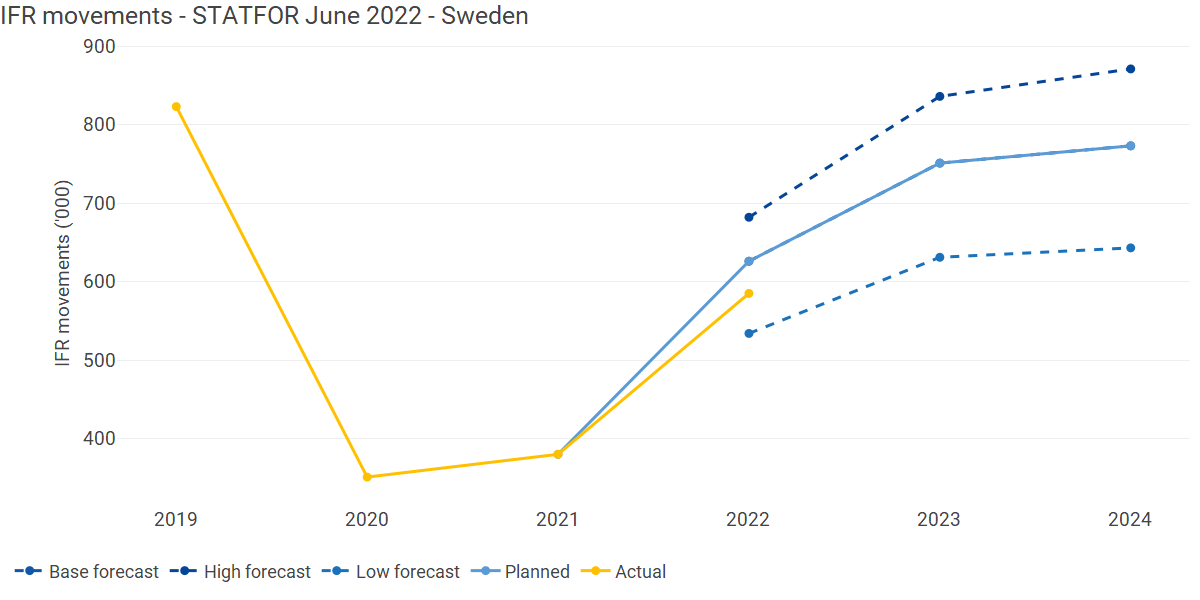 IFR movements - STATFOR June 2022 - Sweden
IFR movements ('000)
900
800
700
600
500
400
2019 2020 2021 2022 2023 2024
Base forecast High forecast Low forecast Planned Actual